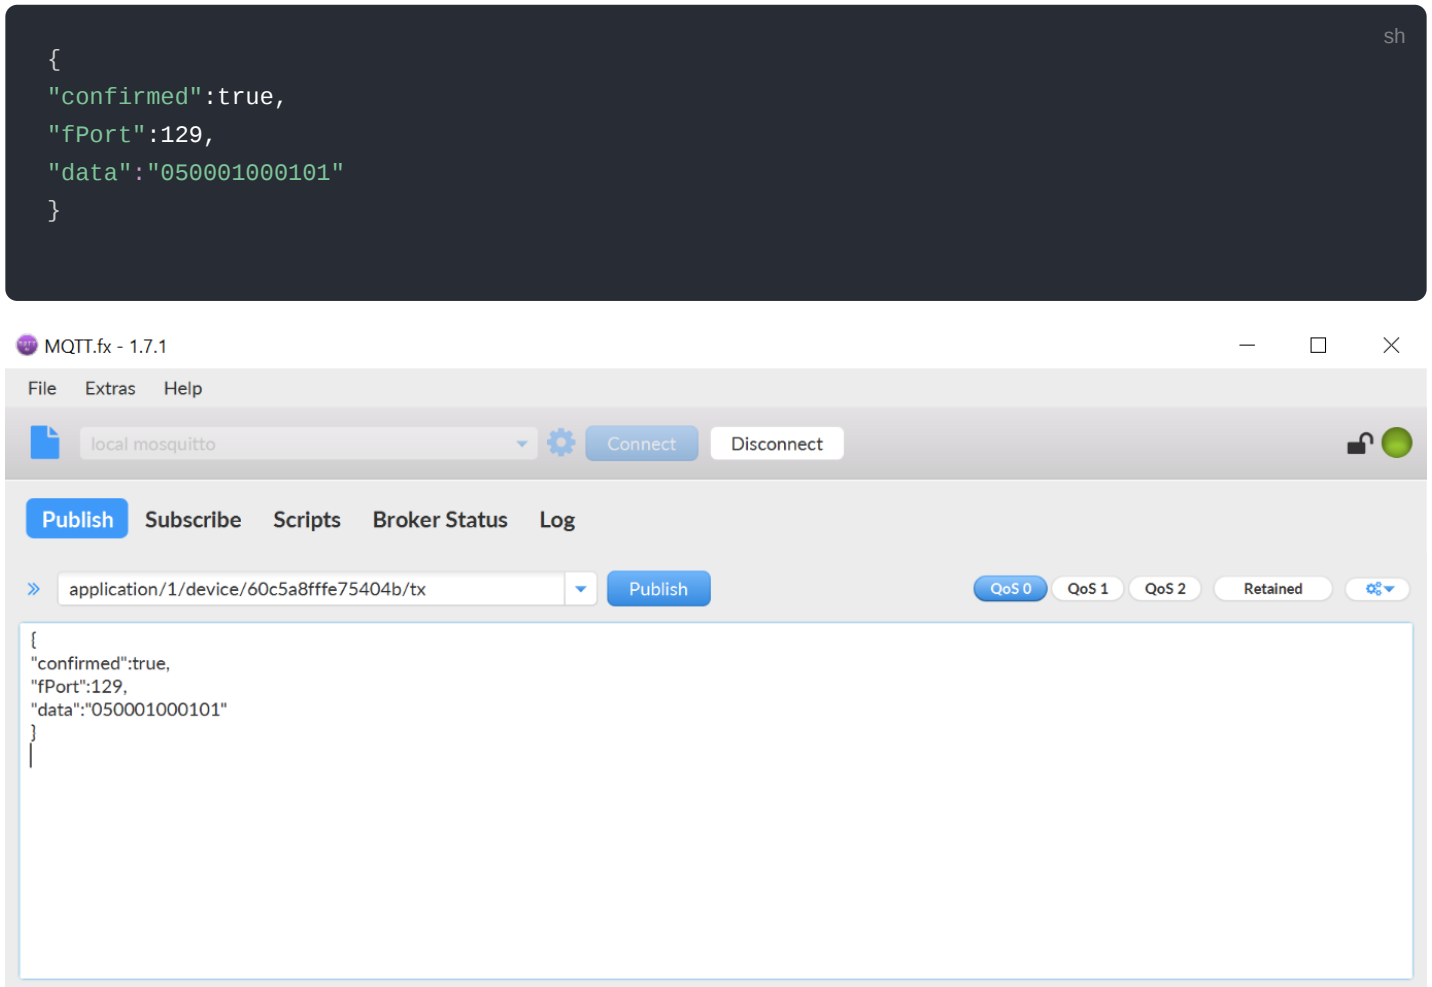 sh
{
"confirmed":true,
"fPort":129,
"data":"050001000101"
}
MQTT.fx - 1.7.1
File Extras Help
local mosquitto Connect Disconnect
Publish Subscribe Scripts Broker Status Log
application/1/device/60c5a8fffe75404b/tx Publish QoS 0 QoS 1 QoS 2 Retained
{
"confirmed":true,
"fPort":129,
"data":"050001000101"
}